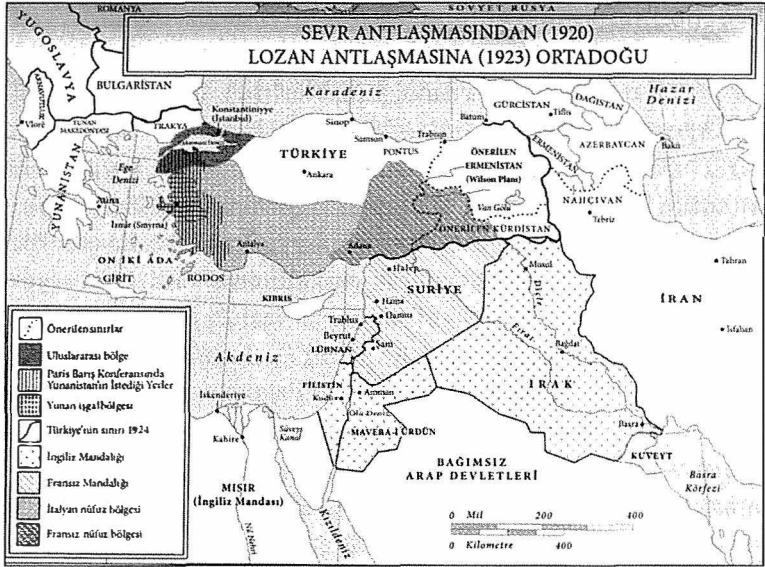 SEVR ANTLAŞMASINDAN (1920)
LOZAN ANTLAŞMASINA (1923) ORTADOĞU
ROMANYA
SOVYET RUSYA
YUGOSLAVYA
BULGARİSTAN
Karadeniz
Hazar
Denizi
GÜRCİSTAN
DAĞISTAN
Tiflis
Batum
Konstantiniyye
(İstanbul)
Vlorë
YUNAN
MAKEDONYASI
TRAKYA
Sinop
Samsun
Trabzon
PONTUS
TÜRKİYE
Ankara
ÖNERİLEN
ERMENİSTAN
(Wilson Planı)
ERMENİSTAN
AZERBAYCAN
Bakü
Ege
Denizi
YUNANİSTAN
Atina
İzmir (Smyrna)
Van Gölü
NAHÇIVAN
Tebriz
ÖNERİLEN KÜRDİSTAN
Antalya
Adana
ON İKİ ADA
GİRİT
RODOS
KIBRIS
Halep
Musul
Tahran
SURİYE
Dicle
İRAN
Hama
Humus
Trablus
Beyrut
LÜBNAN
Şam
Fırat
Bağdat
İsfahan
Akdeniz
FİLİSTİN
IRAK
İskenderiye
Kudüs
Amman
Ölü Deniz
Süveyş
Kanal
MAVERA-İ ÜRDÜN
Basra
KUVEYT
Kahire
BAĞIMSIZ
ARAP DEVLETLERİ
Basra
Körfezi
MISIR
(İngiliz Mandası)
Nil Nehri
Kızıldeniz
Önerilen sınırlar
Uluslararası bölge
Paris Barış Konferansında
Yunanistan'ın İstediği Yerler
Yunan işgal bölgesi
Türkiye'nin sınırı 1924
İngiliz Mandalığı
Fransız Mandalığı
İtalyan nüfuz bölgesi
Fransız nüfuz bölgesi
0 Mil 200 400
0 Kilometre 400